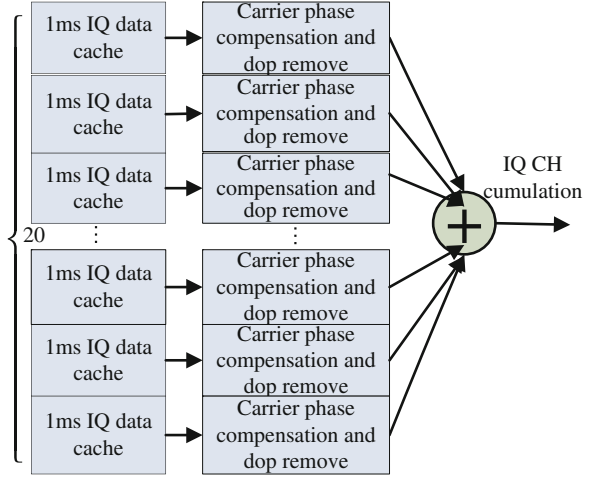 1ms IQ data
cache
Carrier phase
compensation and
dop remove
1ms IQ data
cache
Carrier phase
compensation and
dop remove
1ms IQ data
cache
Carrier phase
compensation and
dop remove
IQ CH
cumulation
+
20
⋮
⋮
1ms IQ data
cache
Carrier phase
compensation and
dop remove
1ms IQ data
cache
Carrier phase
compensation and
dop remove
1ms IQ data
cache
Carrier phase
compensation and
dop remove